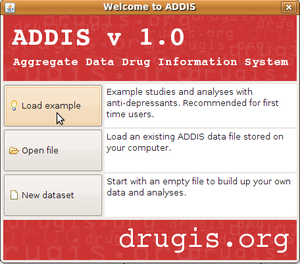 Welcome to ADDIS
ADDIS v 1.0
Aggregate Data Drug Information System
Load example
Example studies and analyses with
anti-depressants. Recommended for first
time users.
Open file
Load an existing ADDIS data file stored on
your computer.
New dataset
Start with an empty file to build up your own
data and analyses.
drugis.org